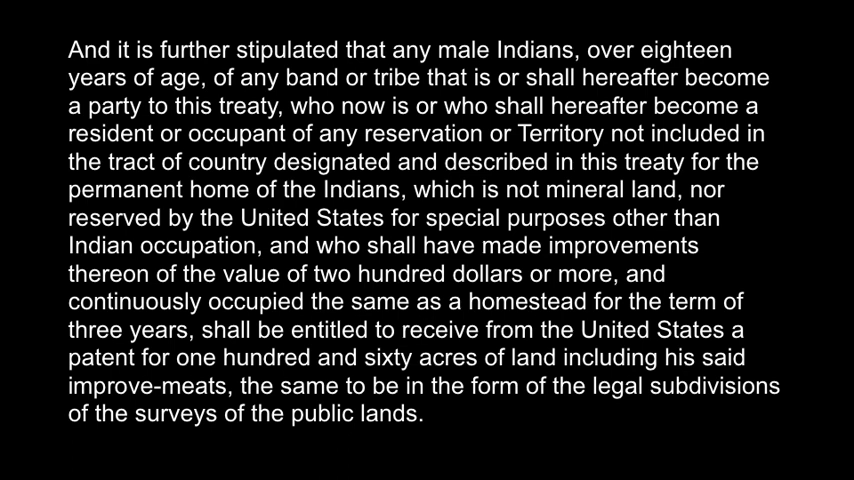 And it is further stipulated that any male Indians, over eighteen
years of age, of any band or tribe that is or shall hereafter become
a party to this treaty, who now is or who shall hereafter become a
resident or occupant of any reservation or Territory not included in
the tract of country designated and described in this treaty for the
permanent home of the Indians, which is not mineral land, nor
reserved by the United States for special purposes other than
Indian occupation, and who shall have made improvements
thereon of the value of two hundred dollars or more, and
continuously occupied the same as a homestead for the term of
three years, shall be entitled to receive from the United States a
patent for one hundred and sixty acres of land including his said
improve-meats, the same to be in the form of the legal subdivisions
of the surveys of the public lands.